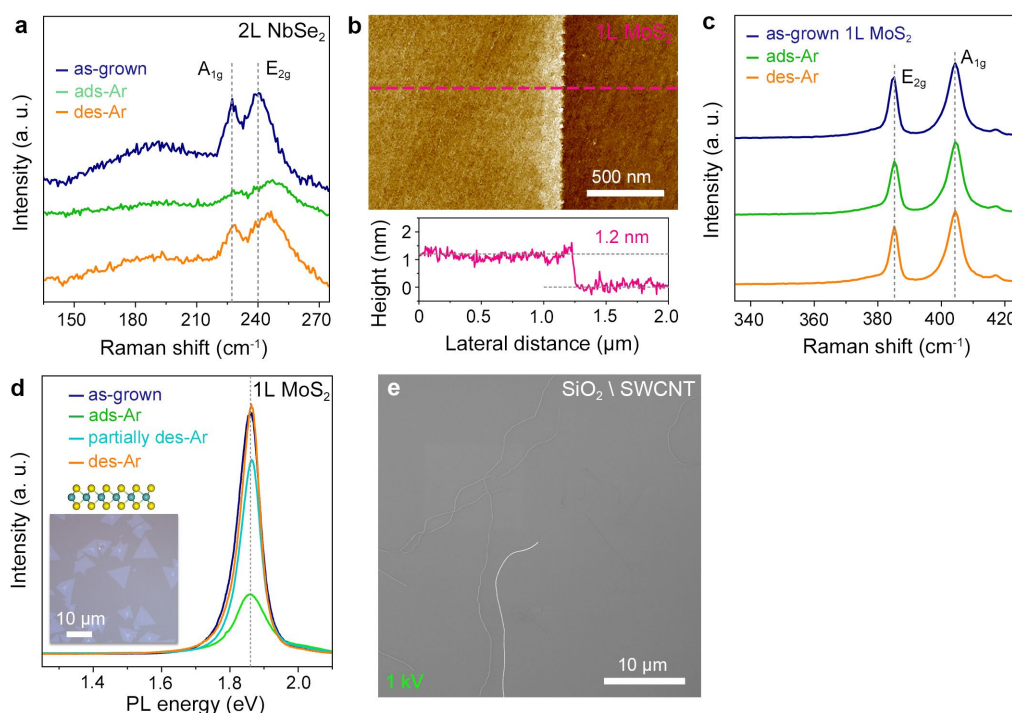 a
2L NbSe₂
as-grown
ads-Ar
des-Ar
A₁g
E₂g
Intensity (a. u.)
150 180 210 240 270
Raman shift (cm⁻¹)
b
1L MoS₂
500 nm
Height (nm)
2
1
0
1.2 nm
0 0.5 1.0 1.5 2.0
Lateral distance (μm)
c
as-grown 1L MoS₂
ads-Ar
des-Ar
E₂g
A₁g
Intensity (a. u.)
340 360 380 400 420
Raman shift (cm⁻¹)
d
1L MoS₂
as-grown
ads-Ar
partially des-Ar
des-Ar
10 μm
Intensity (a. u.)
1.4 1.6 1.8 2.0
PL energy (eV)
e
SiO₂ \ SWCNT
1 kV
10 μm